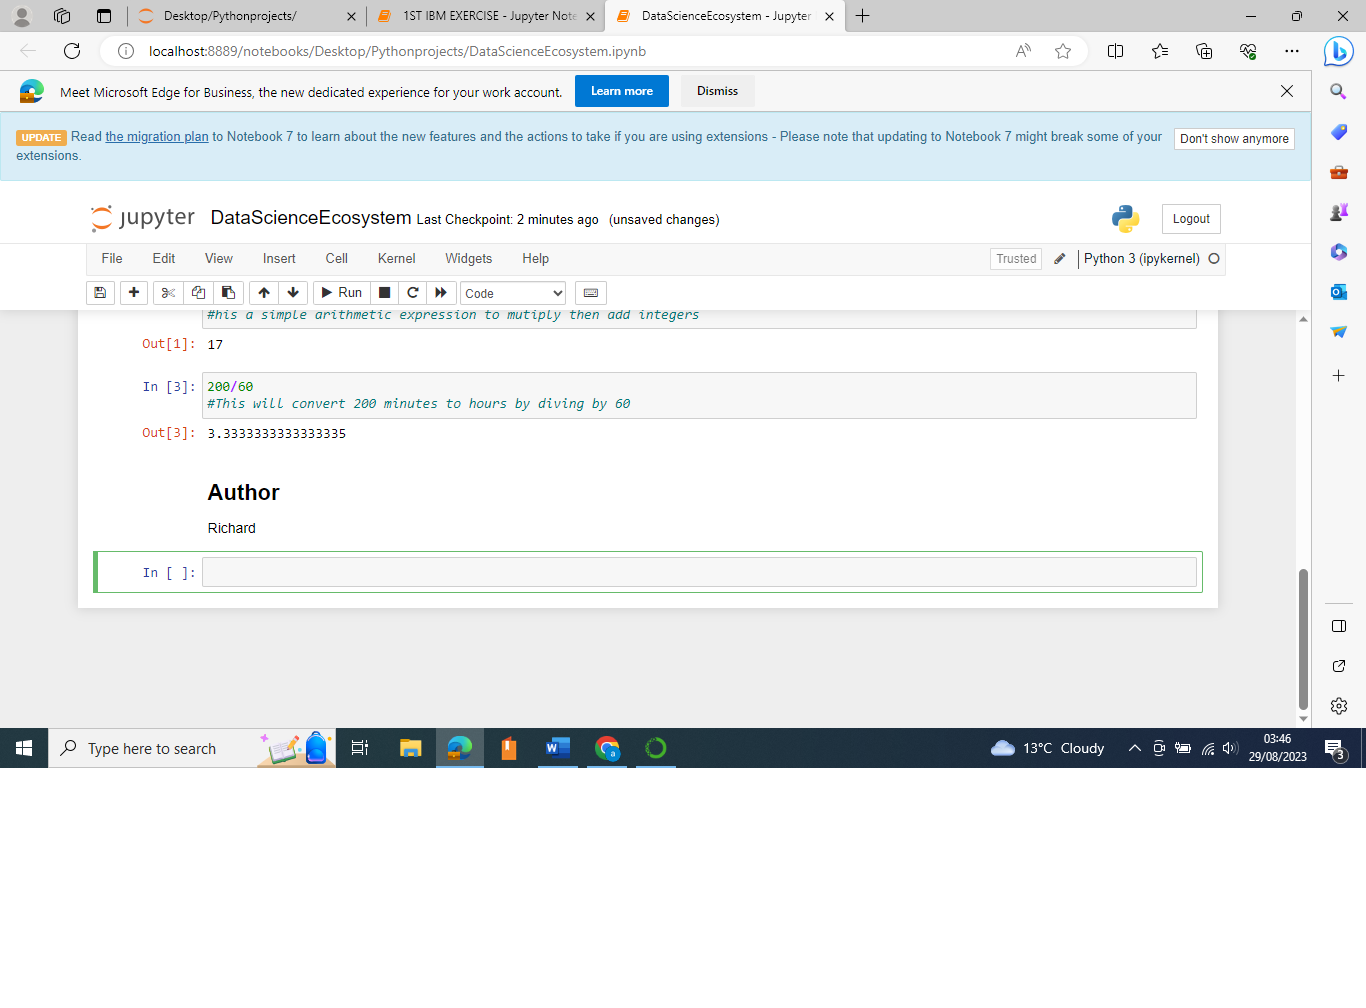 Desktop/Pythonprojects/
1ST IBM EXERCISE - Jupyter Note
DataScienceEcosystem - Jupyter
localhost:8889/notebooks/Desktop/Pythonprojects/DataScienceEcosystem.ipynb
Meet Microsoft Edge for Business, the new dedicated experience for your work account.
Learn more
Dismiss
UPDATE Read the migration plan to Notebook 7 to learn about the new features and the actions to take if you are using extensions - Please note that updating to Notebook 7 might break some of your
extensions.
Don't show anymore
jupyter DataScienceEcosystem Last Checkpoint: 2 minutes ago (unsaved changes)
Logout
File Edit View Insert Cell Kernel Widgets Help
Trusted
Python 3 (ipykernel)
Run
Code
#his a simple arithmetic expression to mutiply then add integers
Out[1]: 17
In [3]: 200/60
#This will convert 200 minutes to hours by diving by 60
Out[3]: 3.3333333333333335
Author
Richard
In [ ]:
Type here to search
13°C Cloudy
03:46
29/08/2023
3